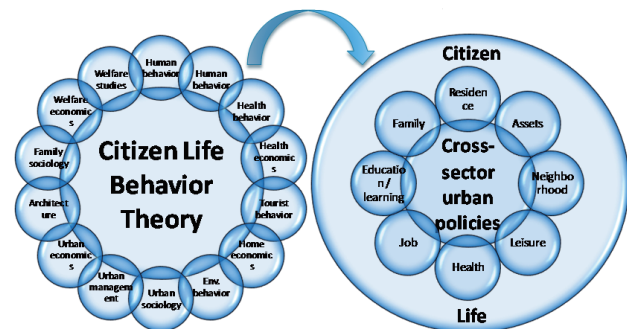 Citizen Life
Behavior
Theory
Human
behavior
Human
behavior
Health
behavior
Health
economic
s
Tourist
behavior
Home
economic
s
Env.
behavior
Urban
sociology
Urban
managem
ent
Urban
economic
s
Architect
ure
Family
sociology
Welfare
economic
s
Welfare
studies
Citizen
Residen
ce
Assets
Neighbo
rhood
Leisure
Health
Job
Educatio
n/
learning
Family
Cross-
sector
urban
policies
Life